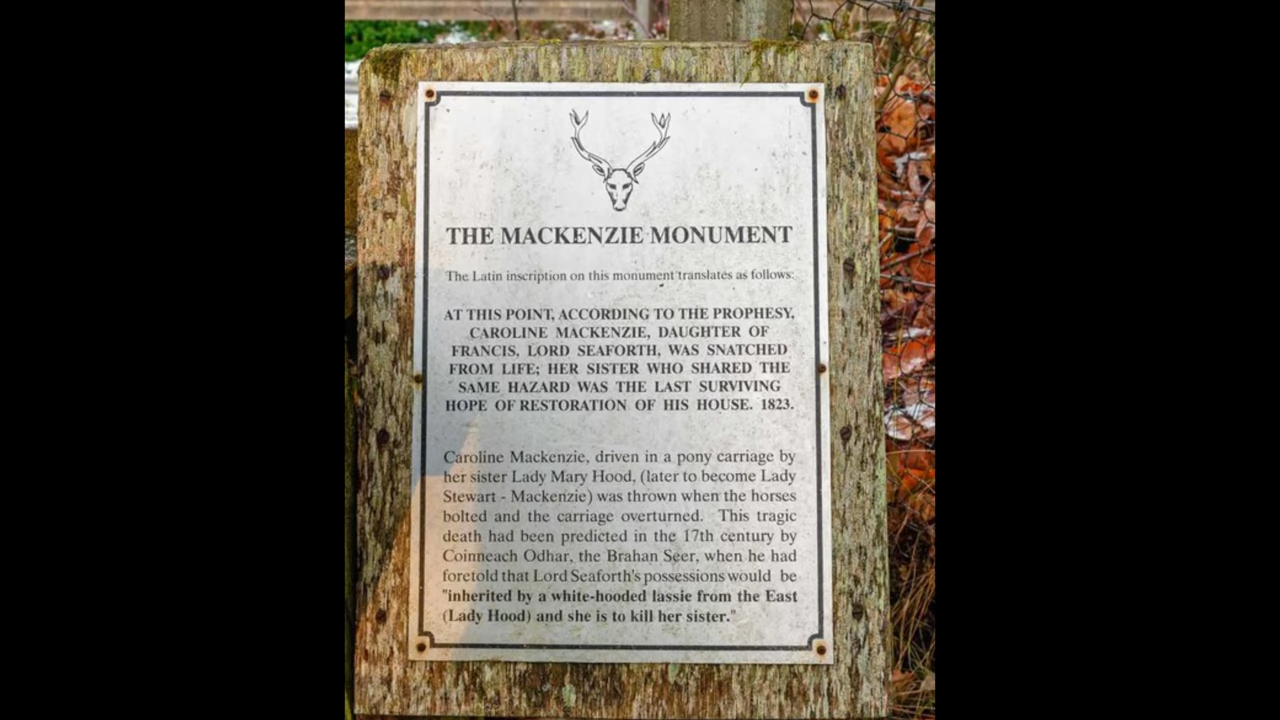 THE MACKENZIE MONUMENT
The Latin inscription on this monument translates as follows:
AT THIS POINT, ACCORDING TO THE PROPHESY,
CAROLINE MACKENZIE, DAUGHTER OF
FRANCIS, LORD SEAFORTH, WAS SNATCHED
FROM LIFE; HER SISTER WHO SHARED THE
SAME HAZARD WAS THE LAST SURVIVING
HOPE OF RESTORATION OF HIS HOUSE. 1823.
Caroline Mackenzie, driven in a pony carriage by
her sister Lady Mary Hood, (later to become Lady
Stewart - Mackenzie) was thrown when the horses
bolted and the carriage overturned. This tragic
death had been predicted in the 17th century by
Coinneach Odhar, the Brahan Seer, when he had
foretold that Lord Seaforth's possessions would be
"inherited by a white-hooded lassie from the East
(Lady Hood) and she is to kill her sister."